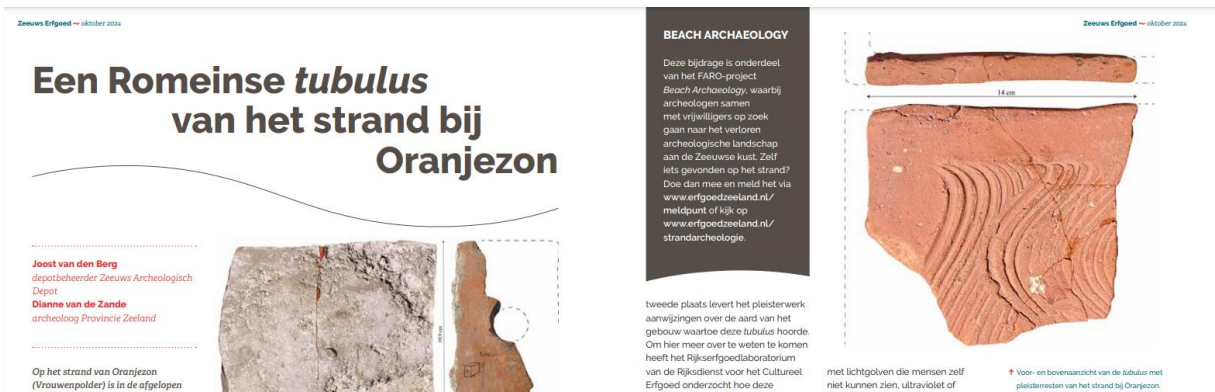 Zeeuws Erfgoed ~ oktober 2024
Een Romeinse tubulus
van het strand bij
Oranjezon
Joost van den Berg
depotbeheerder Zeeuws Archeologisch
Depot
Dianne van de Zande
archeoloog Provincie Zeeland
Op het strand van Oranjezon
(Vrouwenpolder) is in de afgelopen
BEACH ARCHAEOLOGY
Deze bijdrage is onderdeel
van het FARO-project
Beach Archaeology, waarbij
archeologen samen
met vrijwilligers op zoek
gaan naar het verloren
archeologische landschap
aan de Zeeuwse kust. Zelf
iets gevonden op het strand?
Doe dan mee en meld het via
www.erfgoedzeeland.nl/
meldpunt of kijk op
www.erfgoedzeeland.nl/
strandarcheologie.
tweede plaats levert het pleisterwerk
aanwijzingen over de aard van het
gebouw waartoe deze tubulus hoorde.
Om hier meer over te weten te komen
heeft het Rijkserfgoedlaboratorium
van de Rijksdienst voor het Cultureel
Erfgoed onderzocht hoe deze
Zeeuws Erfgoed ~ oktober 2024
14 cm
met lichtgolven die mensen zelf
niet kunnen zien, ultraviolet of
↑ Voor- en bovenaanzicht van de tubulus met
pleisterresten van het strand bij Oranjezon.